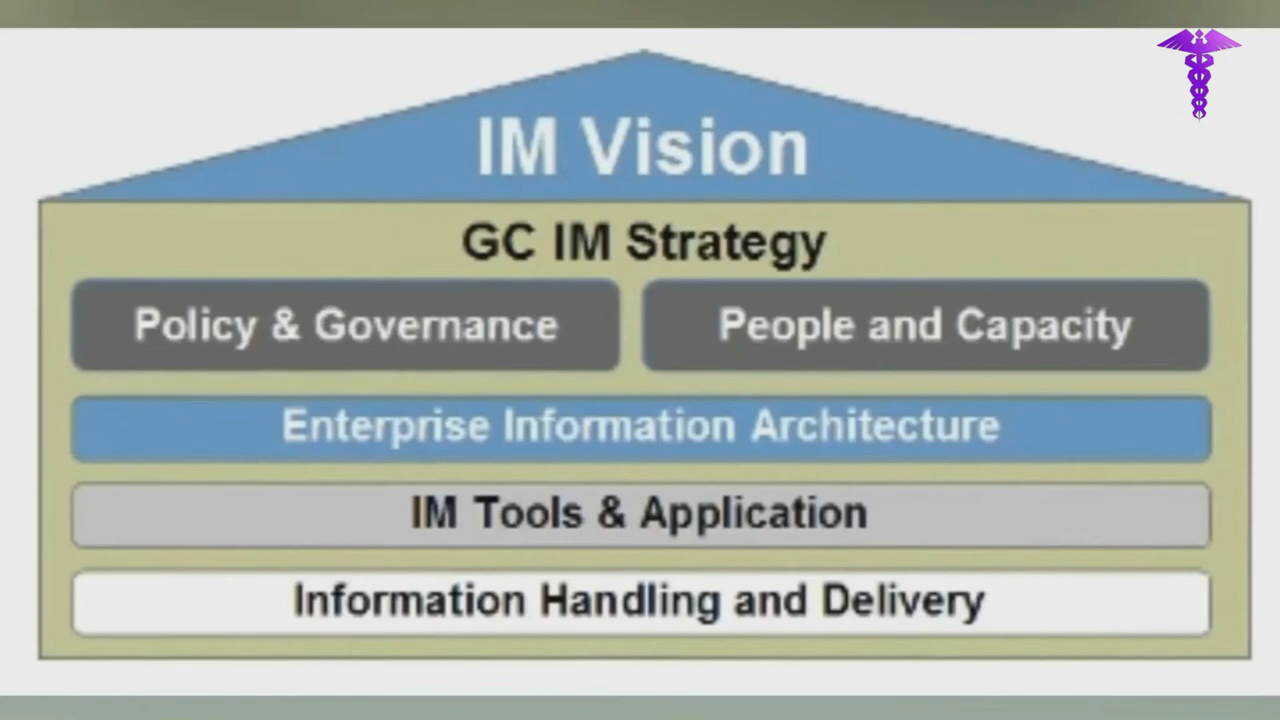 IM Vision
GC IM Strategy
Policy & Governance
People and Capacity
Enterprise Information Architecture
IM Tools & Application
Information Handling and Delivery